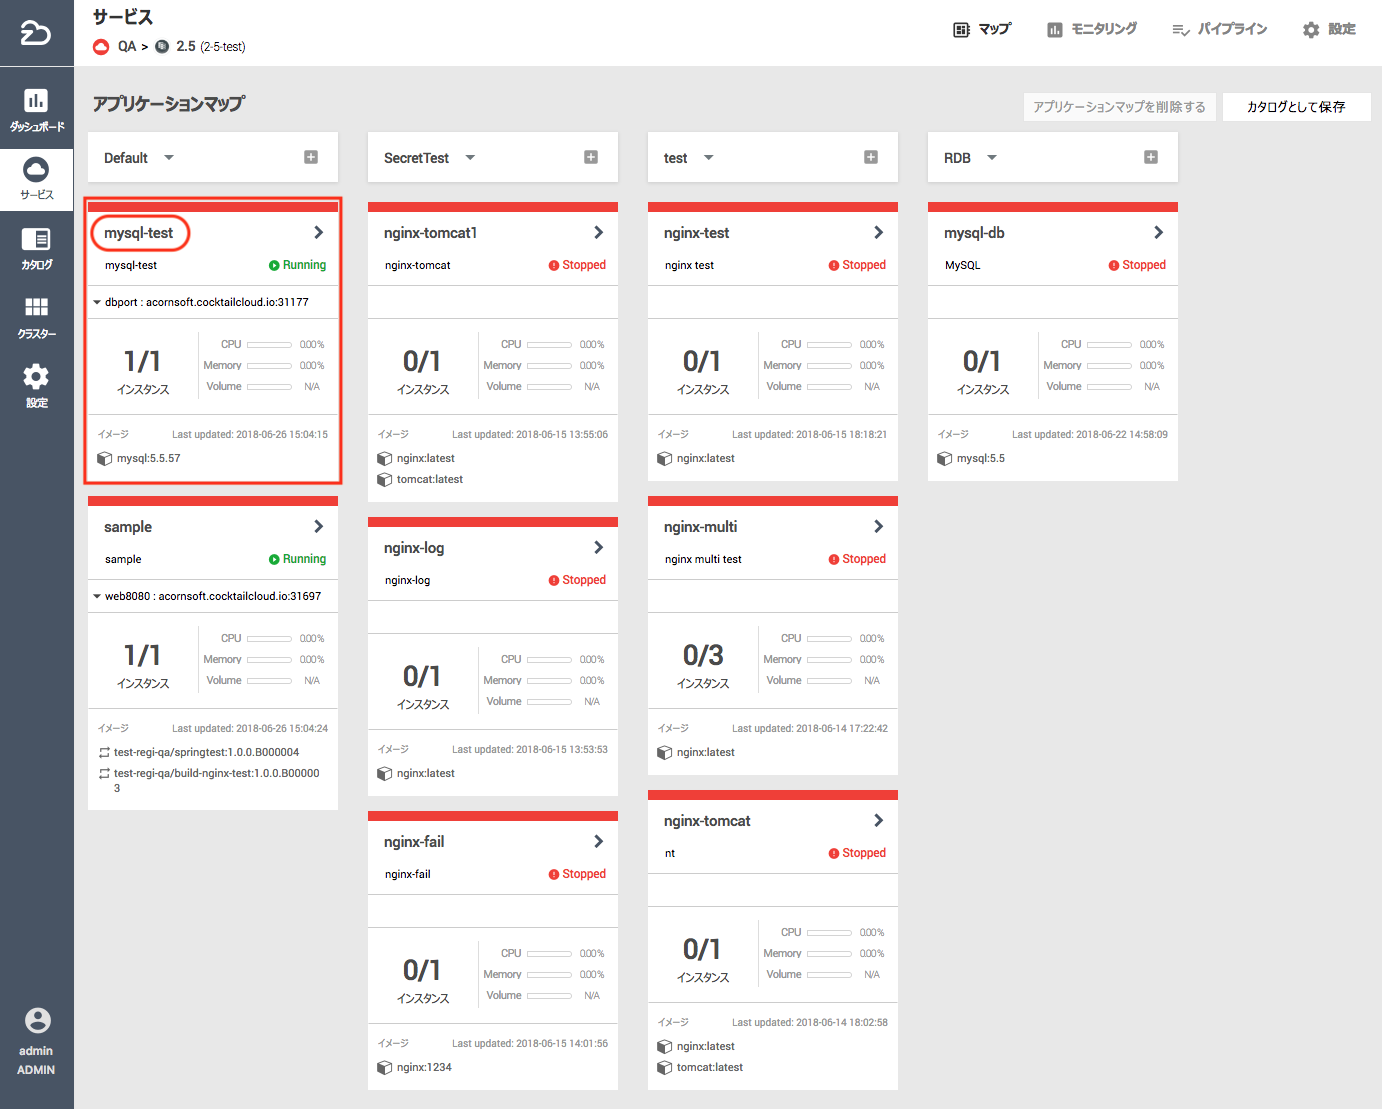 サービス
QA > 2.5 (2-5-test)
マップ
モニタリング
パイプライン
設定
ダッシュボード
サービス
カタログ
クラスター
設定
admin
ADMIN
アプリケーションマップ
アプリケーションマップを削除する
カタログとして保存
Default
mysql-test
mysql-test
Running
dbport : acornsoft.cocktailcloud.io:31177
1/1
インスタンス
CPU 0.00%
Memory 0.00%
Volume N/A
イメージ Last updated: 2018-06-26 15:04:15
mysql:5.5.57
sample
sample
Running
web8080 : acornsoft.cocktailcloud.io:31697
1/1
インスタンス
CPU 0.00%
Memory 0.00%
Volume N/A
イメージ Last updated: 2018-06-26 15:04:24
test-regi-qa/springtest:1.0.0.B000004
test-regi-qa/build-nginx-test:1.0.0.B00000
3
SecretTest
nginx-tomcat1
nginx-tomcat
Stopped
0/1
インスタンス
CPU 0.00%
Memory 0.00%
Volume N/A
イメージ Last updated: 2018-06-15 13:55:06
nginx:latest
tomcat:latest
nginx-log
nginx-log
Stopped
0/1
インスタンス
CPU 0.00%
Memory 0.00%
Volume N/A
イメージ Last updated: 2018-06-15 13:53:53
nginx:latest
nginx-fail
nginx-fail
Stopped
0/1
インスタンス
CPU 0.00%
Memory 0.00%
Volume N/A
イメージ Last updated: 2018-06-15 14:01:56
nginx:1234
test
nginx-test
nginx test
Stopped
0/1
インスタンス
CPU 0.00%
Memory 0.00%
Volume N/A
イメージ Last updated: 2018-06-15 18:18:21
nginx:latest
nginx-multi
nginx multi test
Stopped
0/3
インスタンス
CPU 0.00%
Memory 0.00%
Volume N/A
イメージ Last updated: 2018-06-14 17:22:42
nginx:latest
nginx-tomcat
nt
Stopped
0/1
インスタンス
CPU 0.00%
Memory 0.00%
Volume N/A
イメージ Last updated: 2018-06-14 18:02:58
nginx:latest
tomcat:latest
RDB
mysql-db
MySQL
Stopped
0/1
インスタンス
CPU 0.00%
Memory 0.00%
Volume N/A
イメージ Last updated: 2018-06-22 14:58:09
mysql:5.5